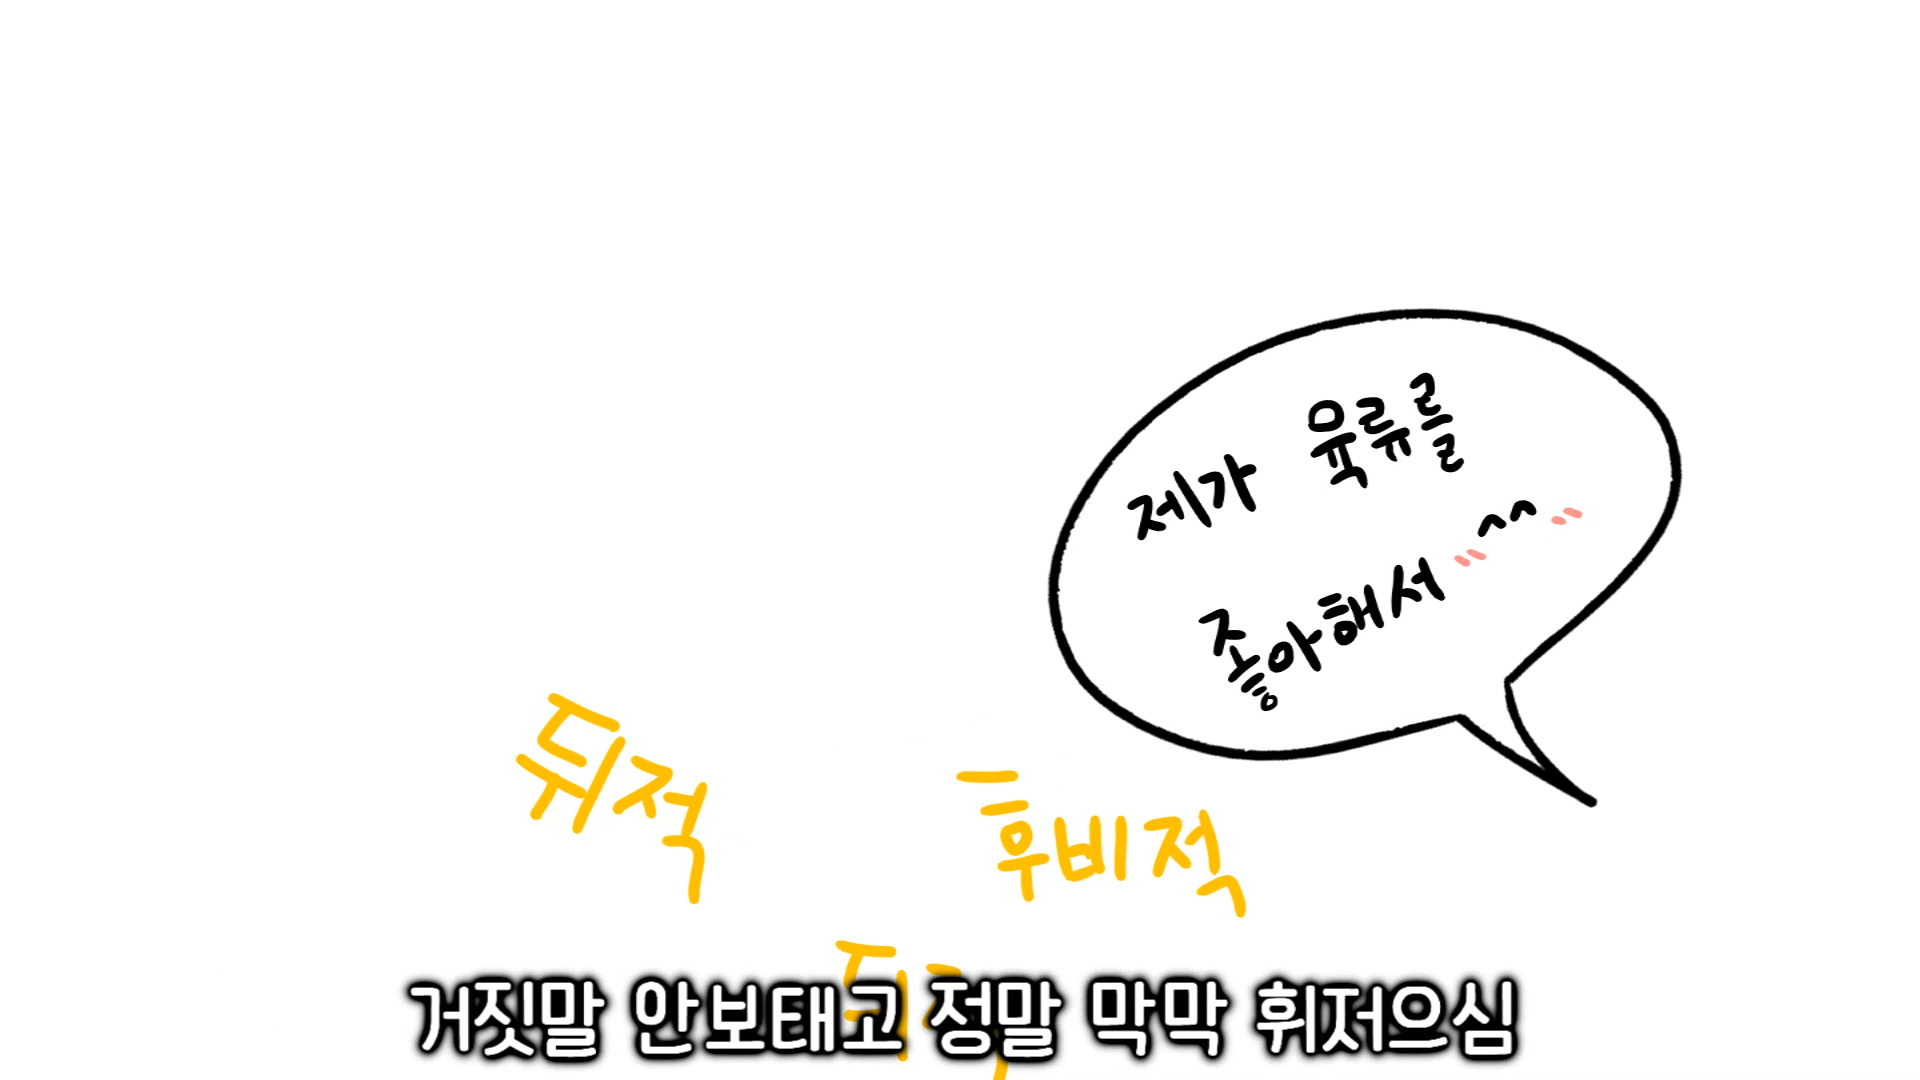 제가 육류를
좋아해서 ^^
뒤적
후비적
거짓말 안보태고 정말 막막 휘저으심